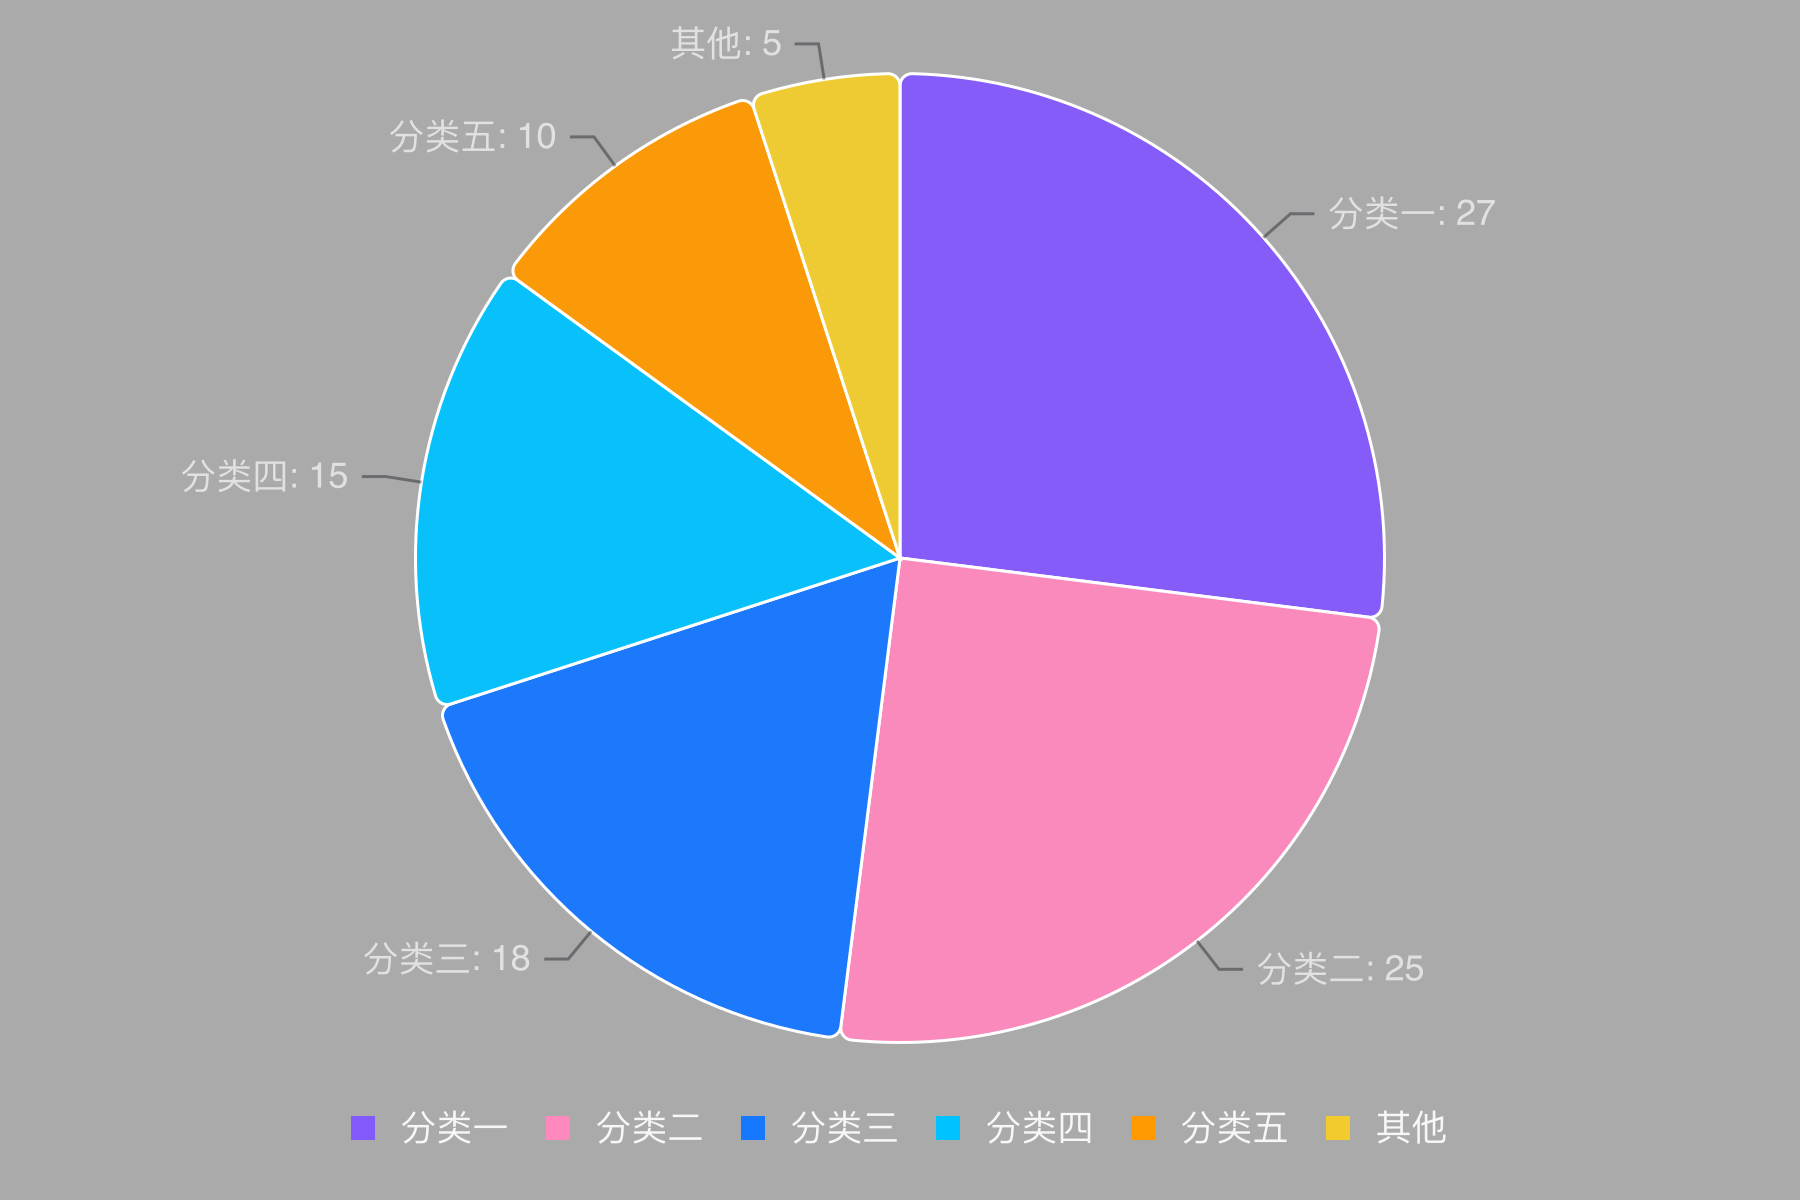 其他: 5
分类五: 10
分类一: 27
分类四: 15
分类三: 18
分类二: 25
分类一 分类二 分类三 分类四 分类五 其他